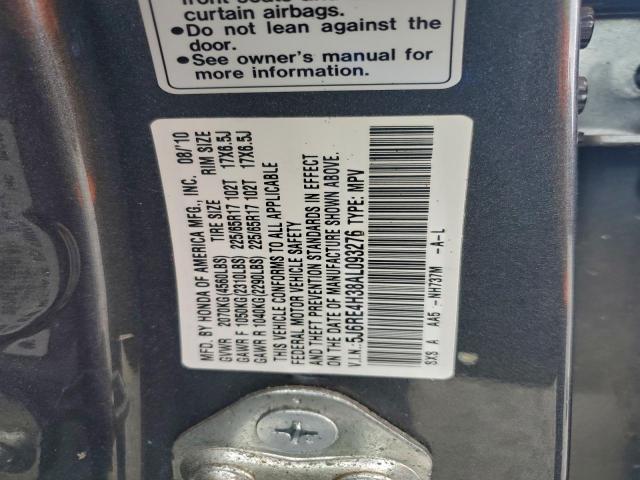 curtain airbags.
●Do not lean against the
door.
●See owner's manual for
more information.
MFD. BY HONDA OF AMERICA MFG., INC. 08/'10
GVWR 2070KG(4560LBS) TIRE SIZE RIM SIZE
GAWR F 1050KG(2310LBS) 225/65R17 102T 17X6.5J
GAWR R 1040KG(2290LBS) 225/65R17 102T 17X6.5J
THIS VEHICLE CONFORMS TO ALL APPLICABLE
FEDERAL MOTOR VEHICLE SAFETY
AND THEFT PREVENTION STANDARDS IN EFFECT
ON THE DATE OF MANUFACTURE SHOWN ABOVE.
V.I.N.:5J6RE4H38AL093276 TYPE: MPV
SXS A AA5 -NH737M -A-L